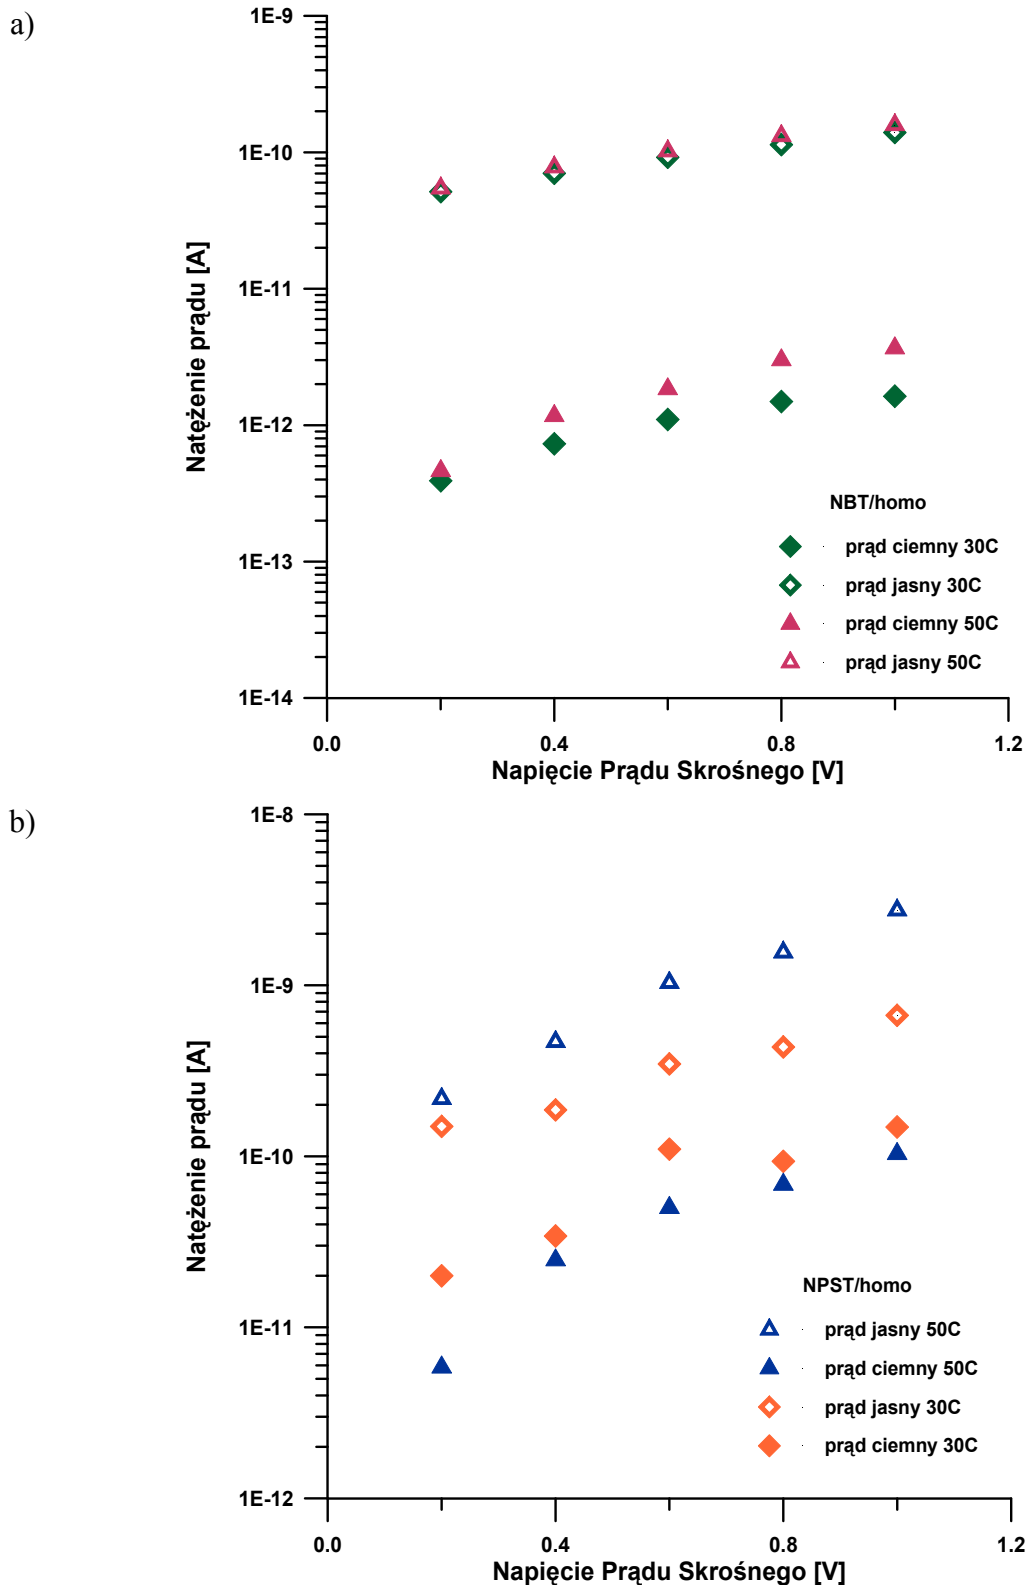 a)
1E-9
1E-10
1E-11
1E-12
1E-13
1E-14
Natężenie prądu [A]
NBT/homo
prąd ciemny 30C
prąd jasny 30C
prąd ciemny 50C
prąd jasny 50C
0.0 0.4 0.8 1.2
Napięcie Prądu Skrośnego [V]
b)
1E-8
1E-9
1E-10
1E-11
1E-12
Natężenie prądu [A]
NPST/homo
prąd jasny 50C
prąd ciemny 50C
prąd jasny 30C
prąd ciemny 30C
0.0 0.4 0.8 1.2
Napięcie Prądu Skrośnego [V]